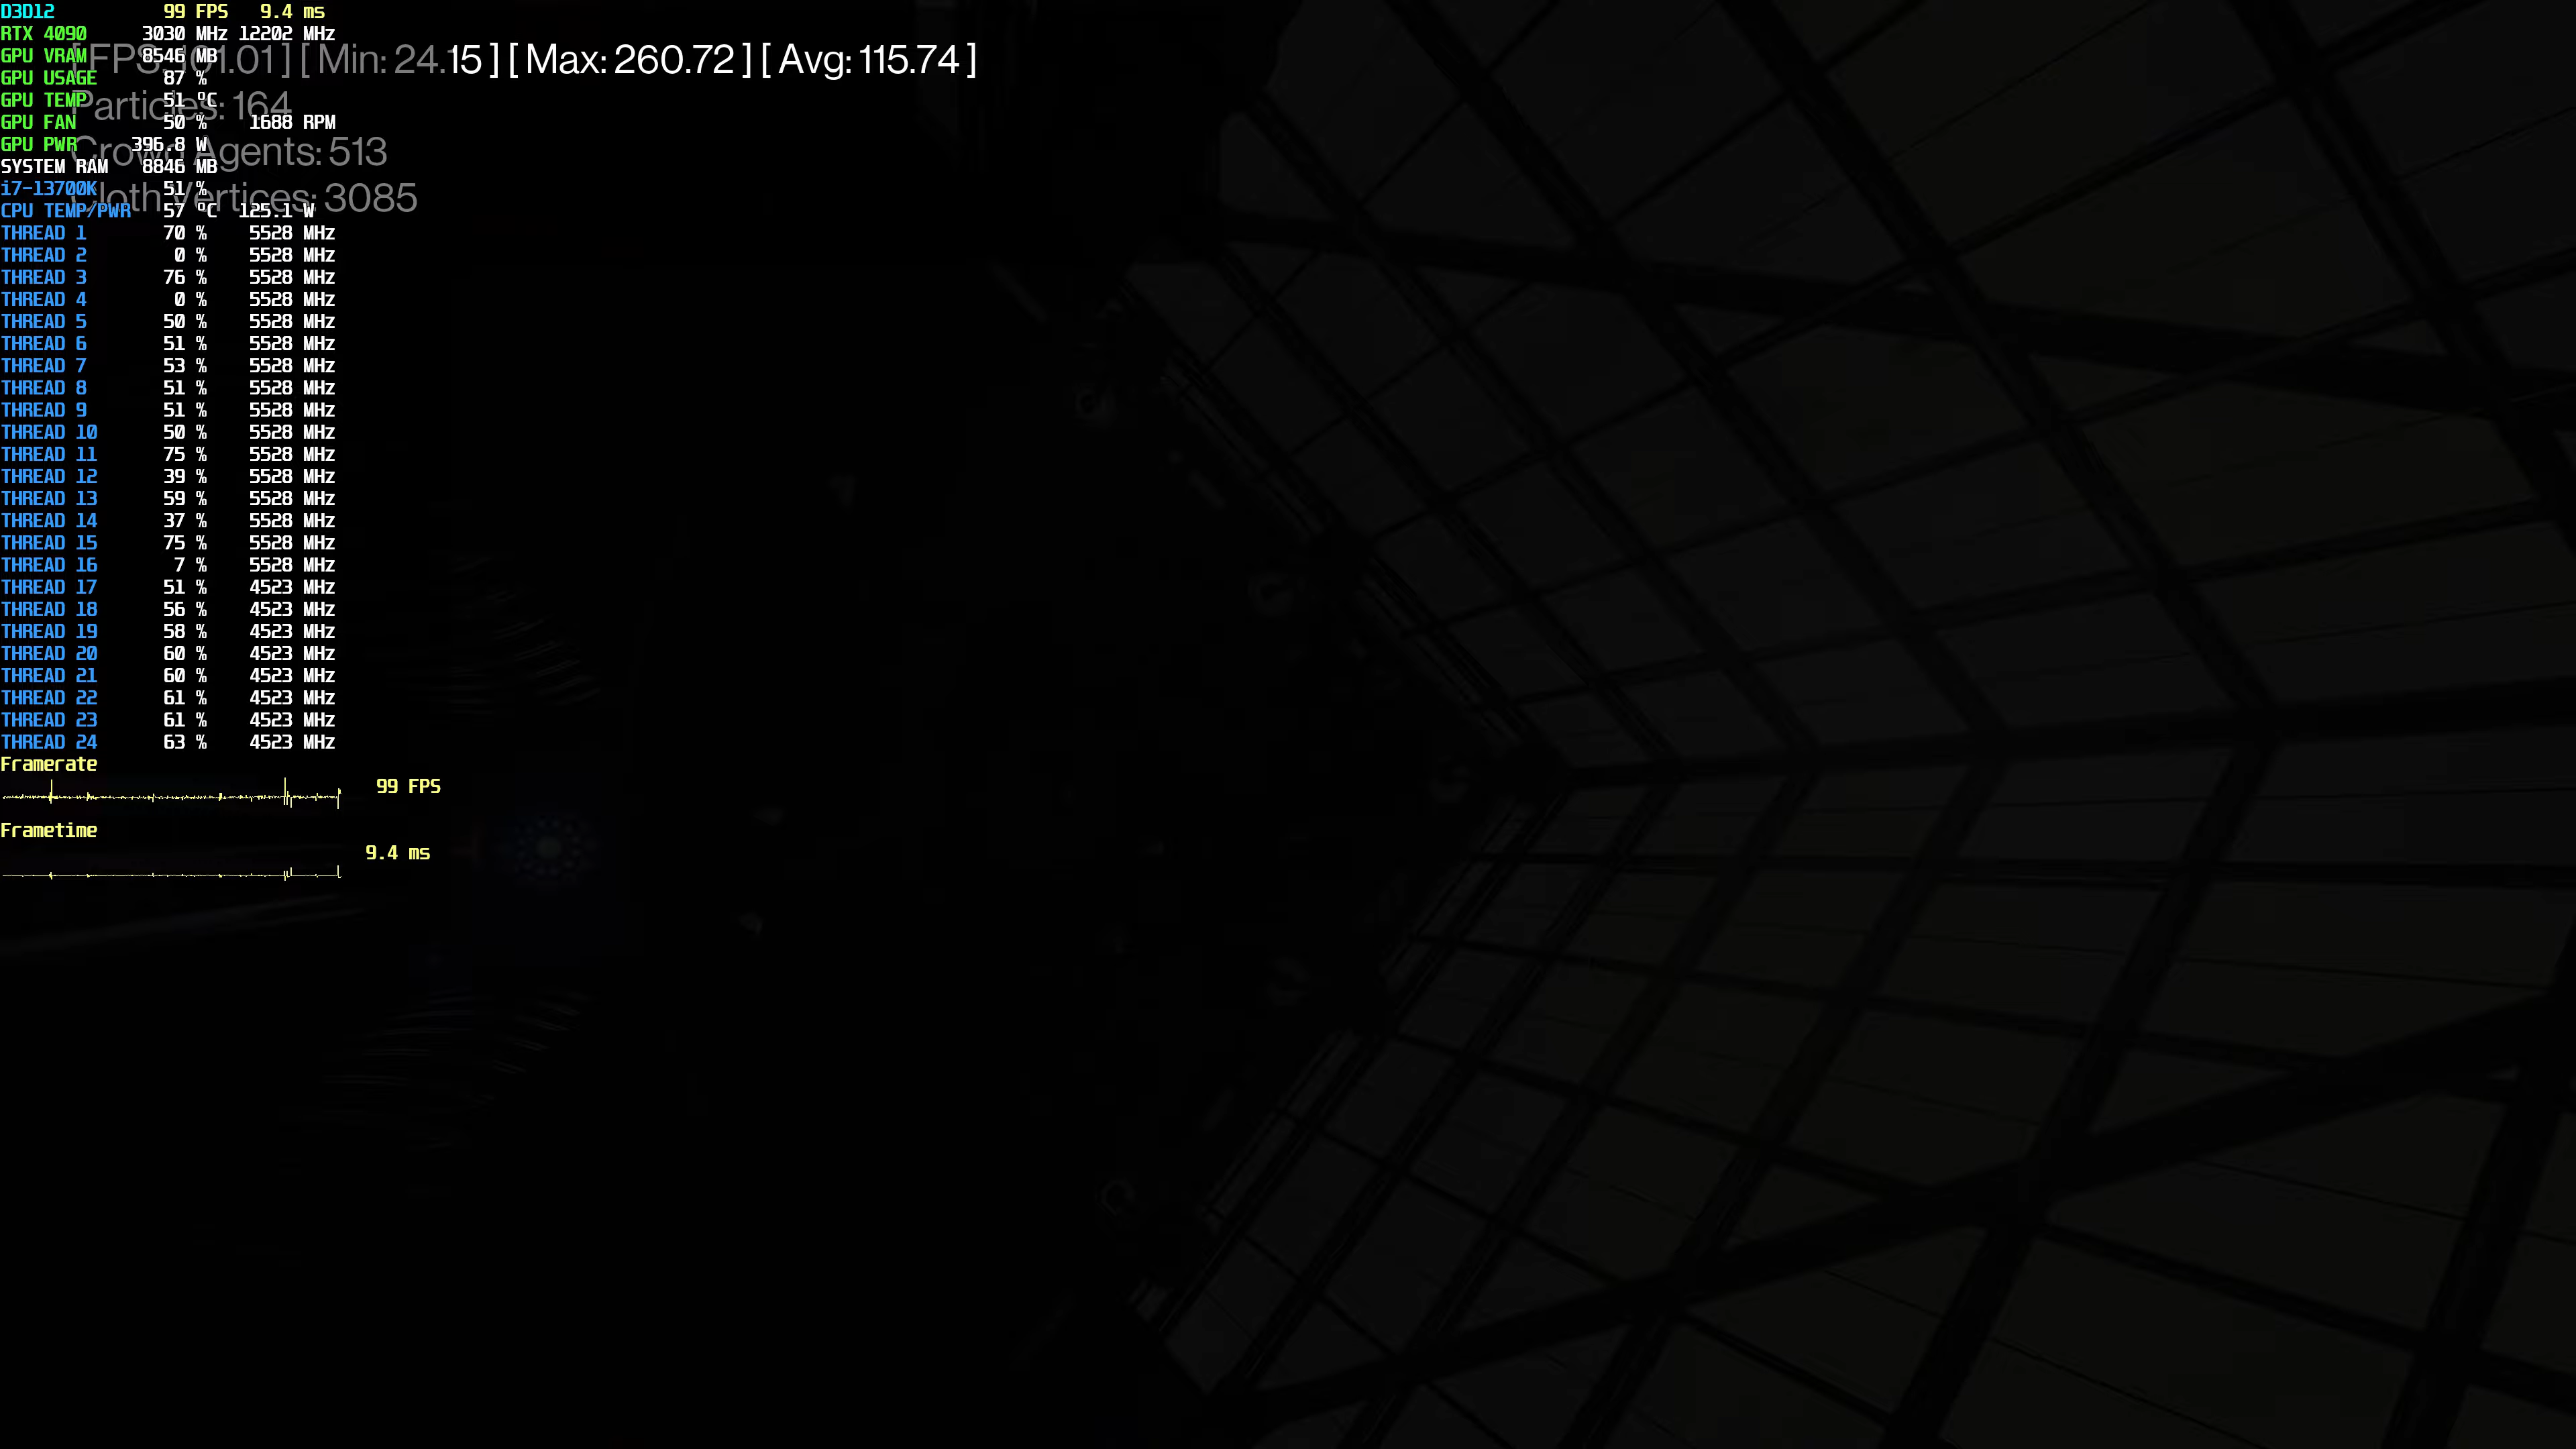 D3D12 99 FPS 9.4 ms
RTX 4090 3030 MHz 12202 MHz
[ FPS: 101.01 ] [ Min: 24.15 ] [ Max: 260.72 ] [ Avg: 115.74 ]
GPU VRAM 8546 MB
GPU USAGE 87 %
GPU TEMP 51 °C
Particles: 164
GPU FAN 50 % 1688 RPM
GPU PWR 396.8 W
Crowd Agents: 513
SYSTEM RAM 8846 MB
i7-13700K 51 %
Cloth Vertices: 3085
CPU TEMP/PWR 57 °C 125.1 W
THREAD 1 70 % 5528 MHz
THREAD 2 0 % 5528 MHz
THREAD 3 76 % 5528 MHz
THREAD 4 0 % 5528 MHz
THREAD 5 50 % 5528 MHz
THREAD 6 51 % 5528 MHz
THREAD 7 53 % 5528 MHz
THREAD 8 51 % 5528 MHz
THREAD 9 51 % 5528 MHz
THREAD 10 50 % 5528 MHz
THREAD 11 75 % 5528 MHz
THREAD 12 39 % 5528 MHz
THREAD 13 59 % 5528 MHz
THREAD 14 37 % 5528 MHz
THREAD 15 75 % 5528 MHz
THREAD 16 7 % 5528 MHz
THREAD 17 51 % 4523 MHz
THREAD 18 56 % 4523 MHz
THREAD 19 58 % 4523 MHz
THREAD 20 60 % 4523 MHz
THREAD 21 60 % 4523 MHz
THREAD 22 61 % 4523 MHz
THREAD 23 61 % 4523 MHz
THREAD 24 63 % 4523 MHz
Framerate
99 FPS
Frametime
9.4 ms